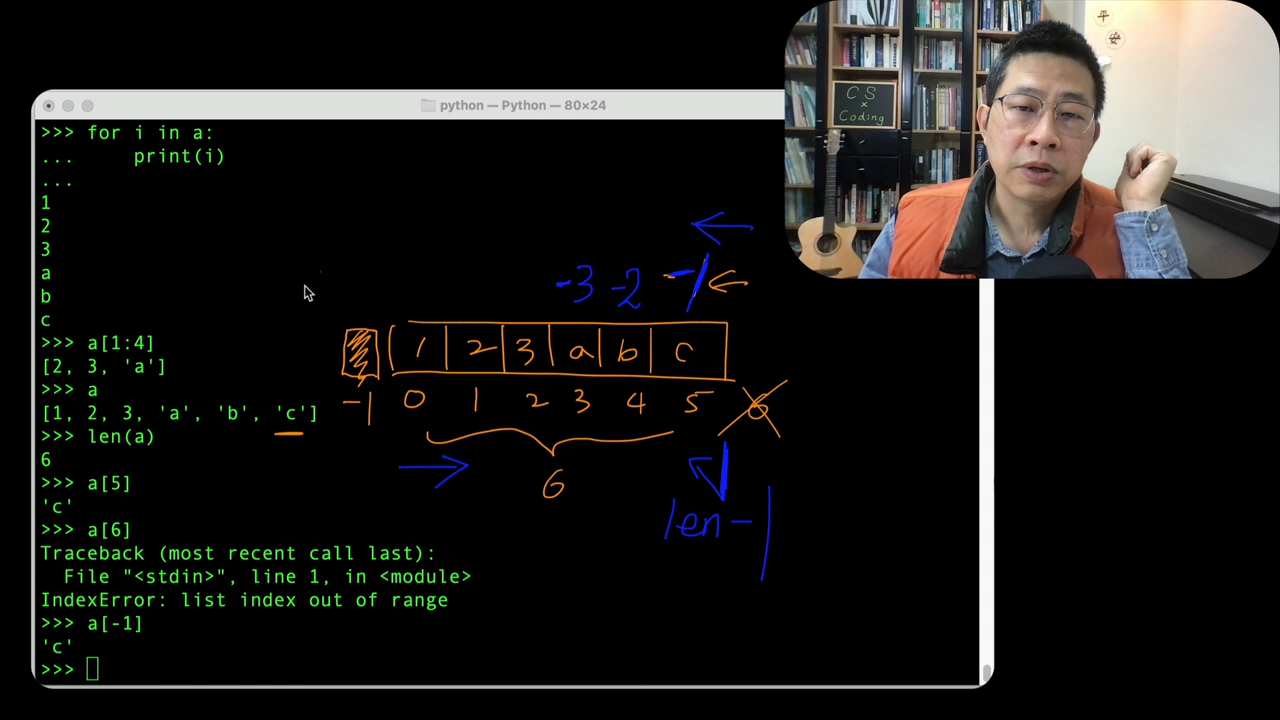 平
安
CS
x
Coding
python — Python — 80×24
>>> for i in a:
...     print(i)
...
1
2
3
a
b
c
>>> a[1:4]
[2, 3, 'a']
>>> a
[1, 2, 3, 'a', 'b', 'c']
>>> len(a)
6
>>> a[5]
'c'
>>> a[6]
Traceback (most recent call last):
  File "<stdin>", line 1, in <module>
IndexError: list index out of range
>>> a[-1]
'c'
>>>
-3 -2 -1
1 2 3 a b c
-1 0 1 2 3 4 5 6
6
len-1